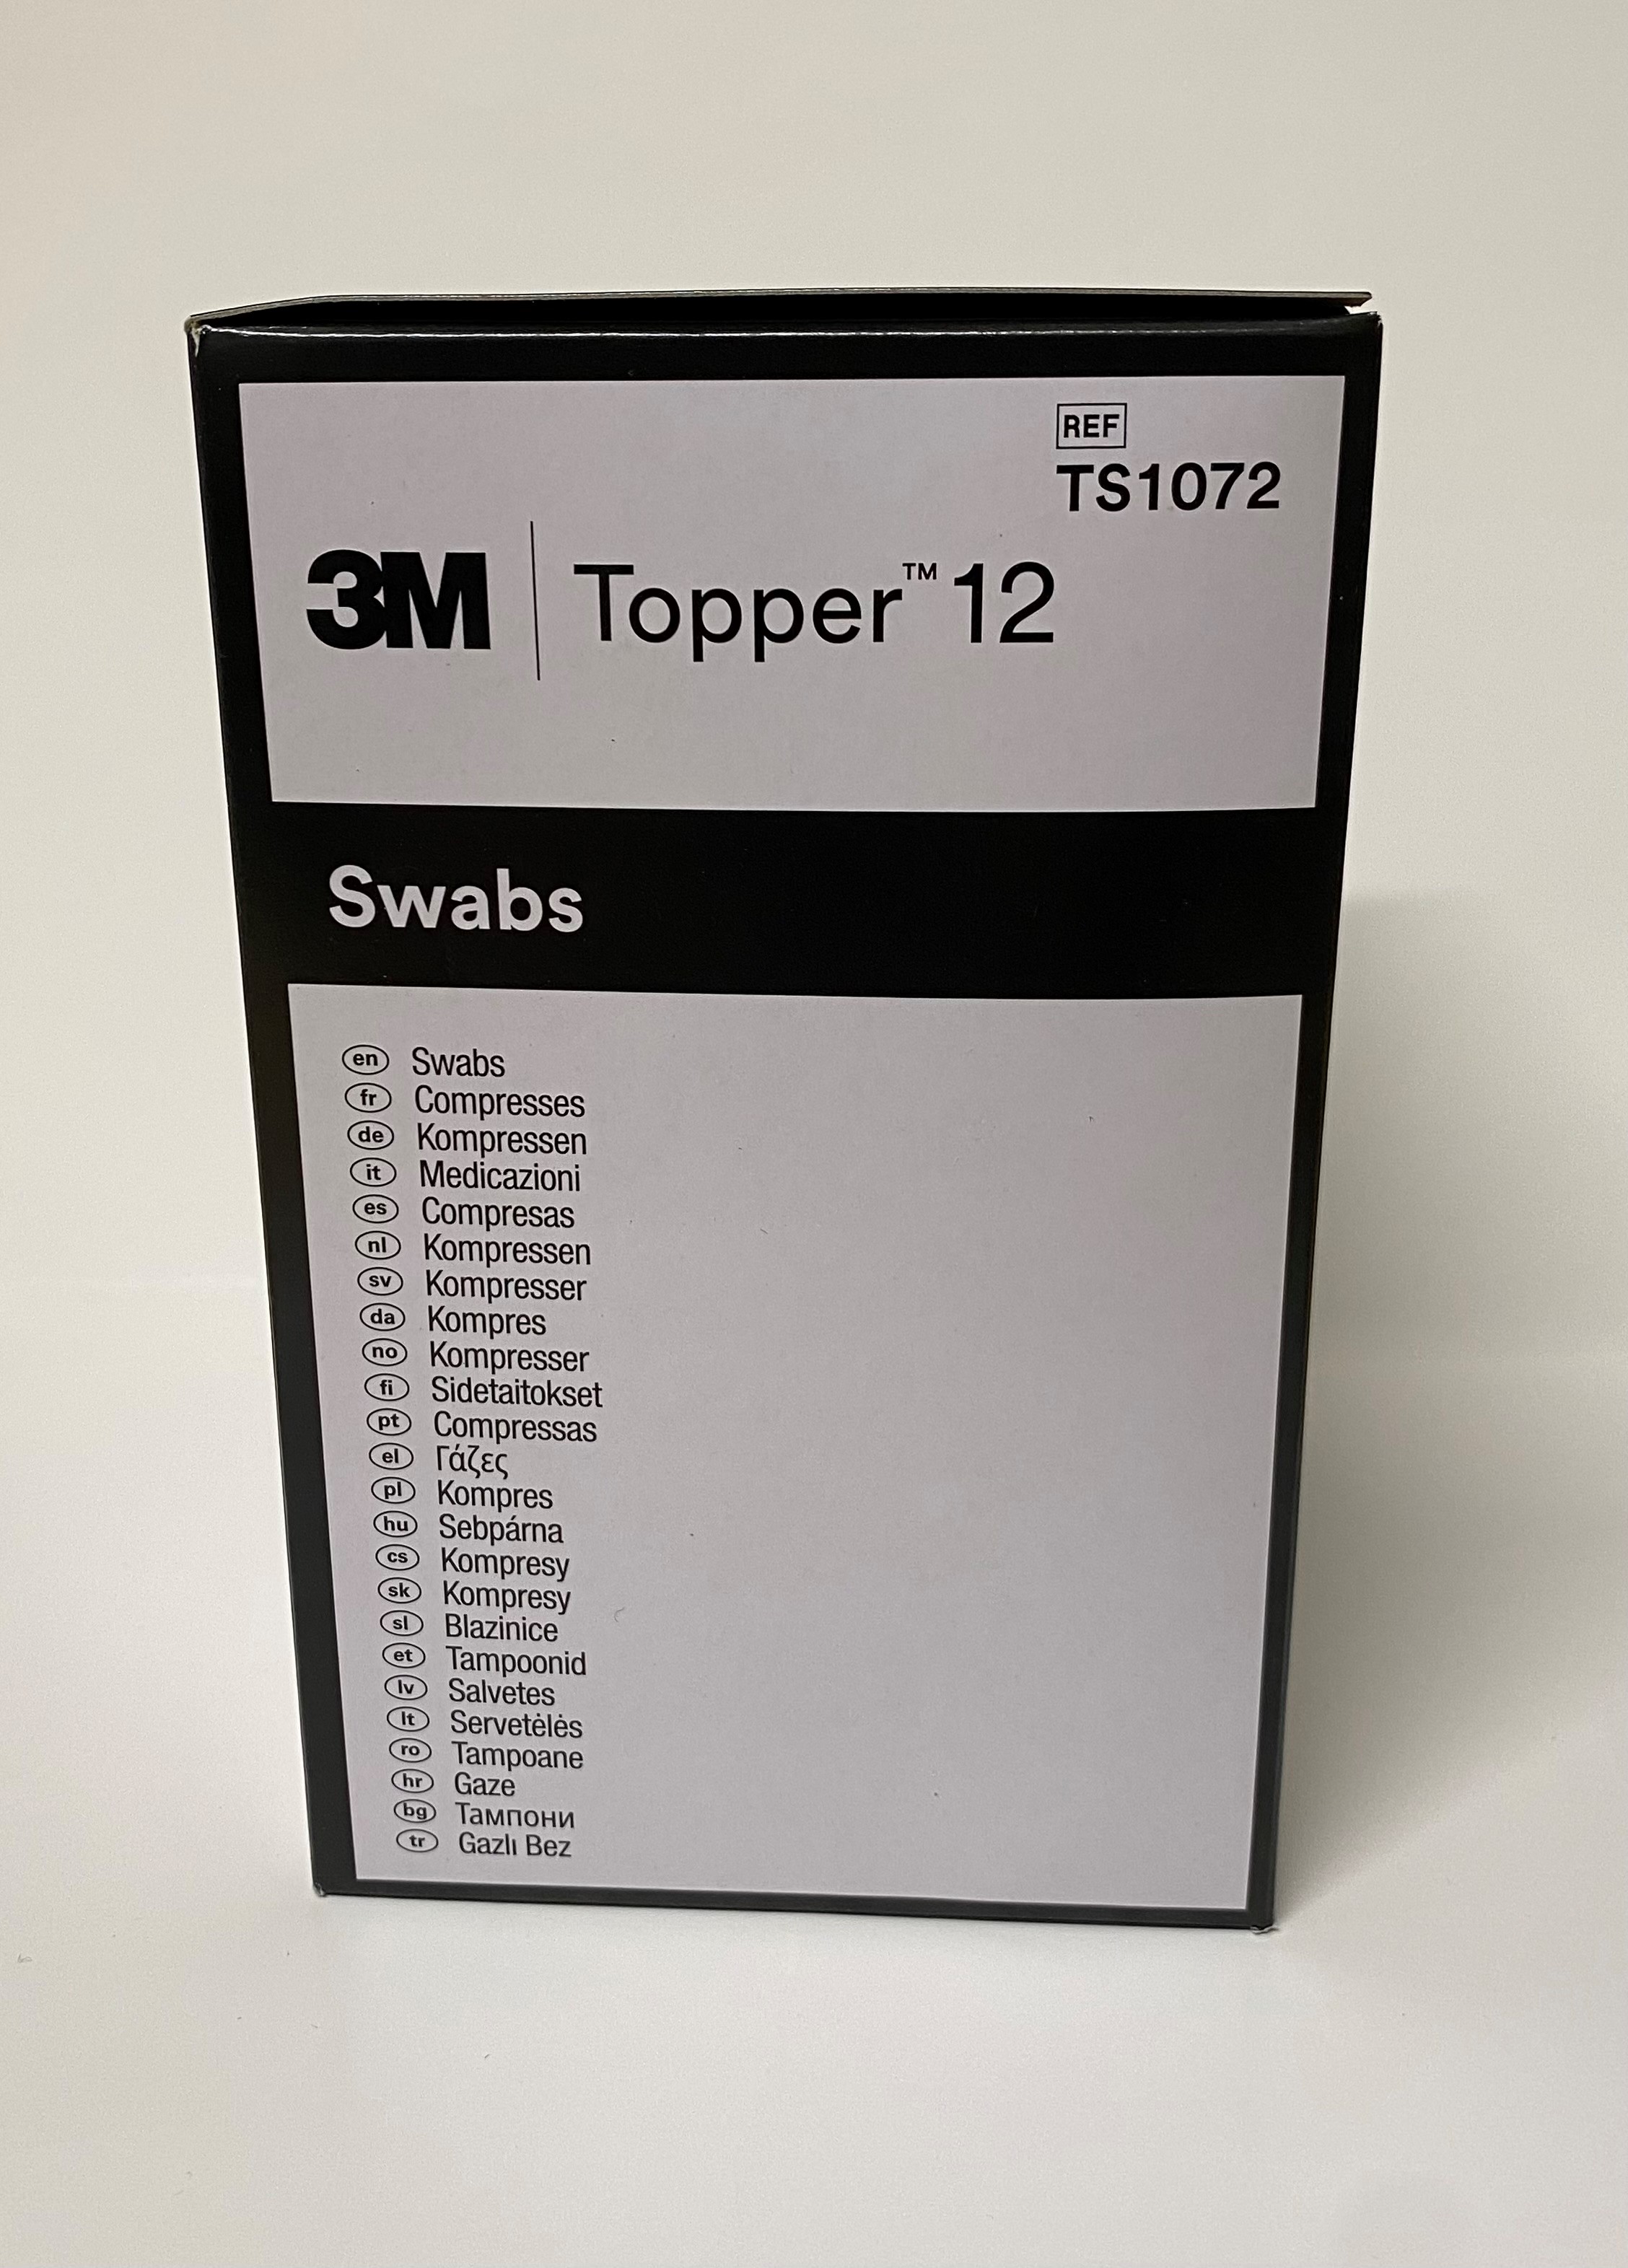 REF
TS1072
3M Topper™ 12
Swabs
en Swabs
fr Compresses
de Kompressen
it Medicazioni
es Compresas
nl Kompressen
sv Kompresser
da Kompres
no Kompresser
fi Sidetaitokset
pt Compressas
el Γάζες
pl Kompres
hu Sebpárna
cs Kompresy
sk Kompresy
sl Blazinice
et Tampoonid
lv Salvetes
lt Servetėlės
ro Tampoane
hr Gaze
bg Тампони
tr Gazlı Bez